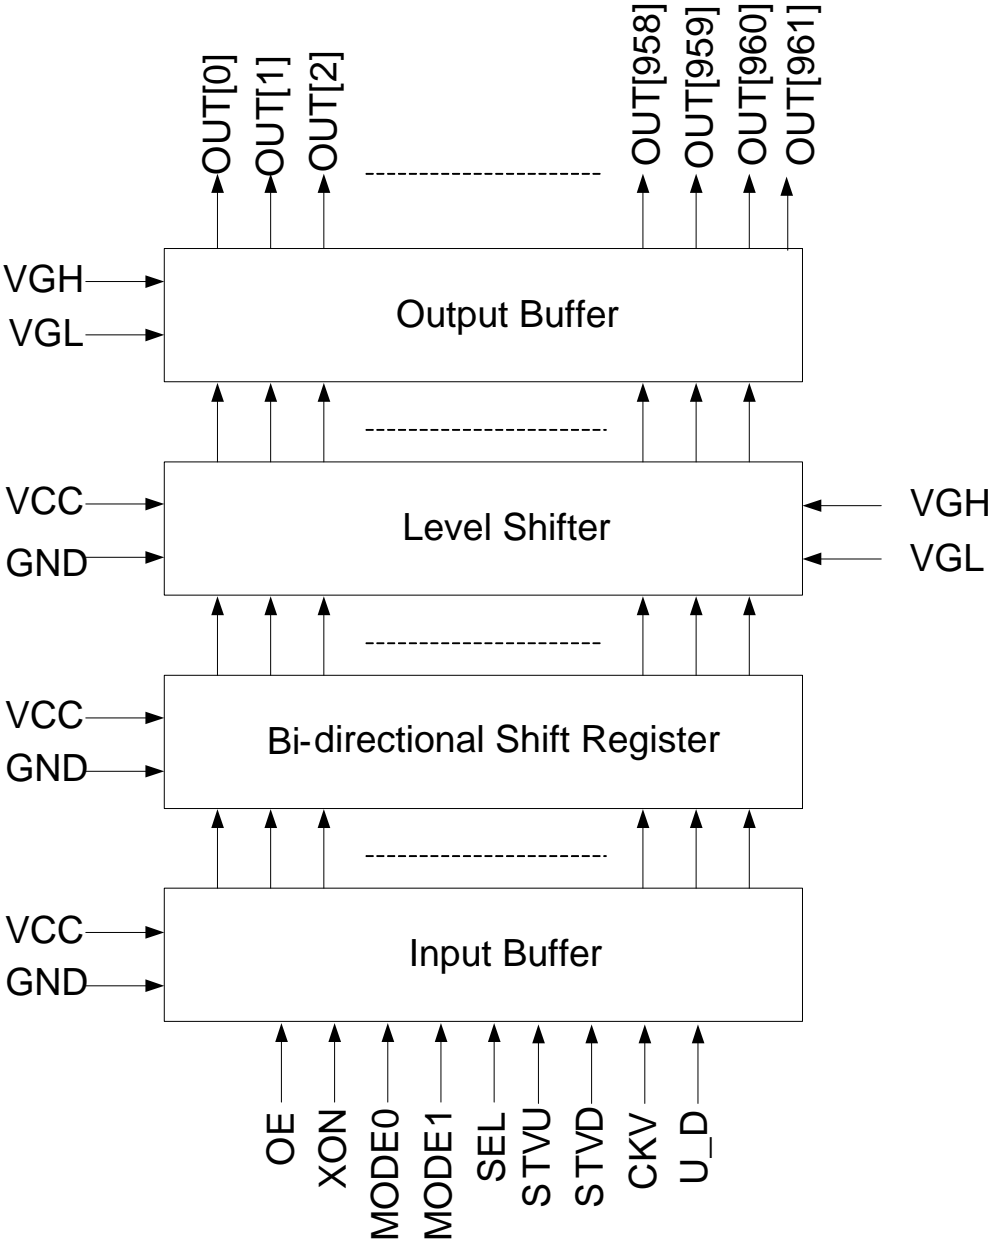 OUT[0]
OUT[1]
OUT[2]
OUT[958]
OUT[959]
OUT[960]
OUT[961]
VGH
VGL
Output Buffer
VCC
GND
Level Shifter
VGH
VGL
VCC
GND
Bi-directional Shift Register
VCC
GND
Input Buffer
OE
XON
MODE0
MODE1
SEL
STVU
STVD
CKV
U_D